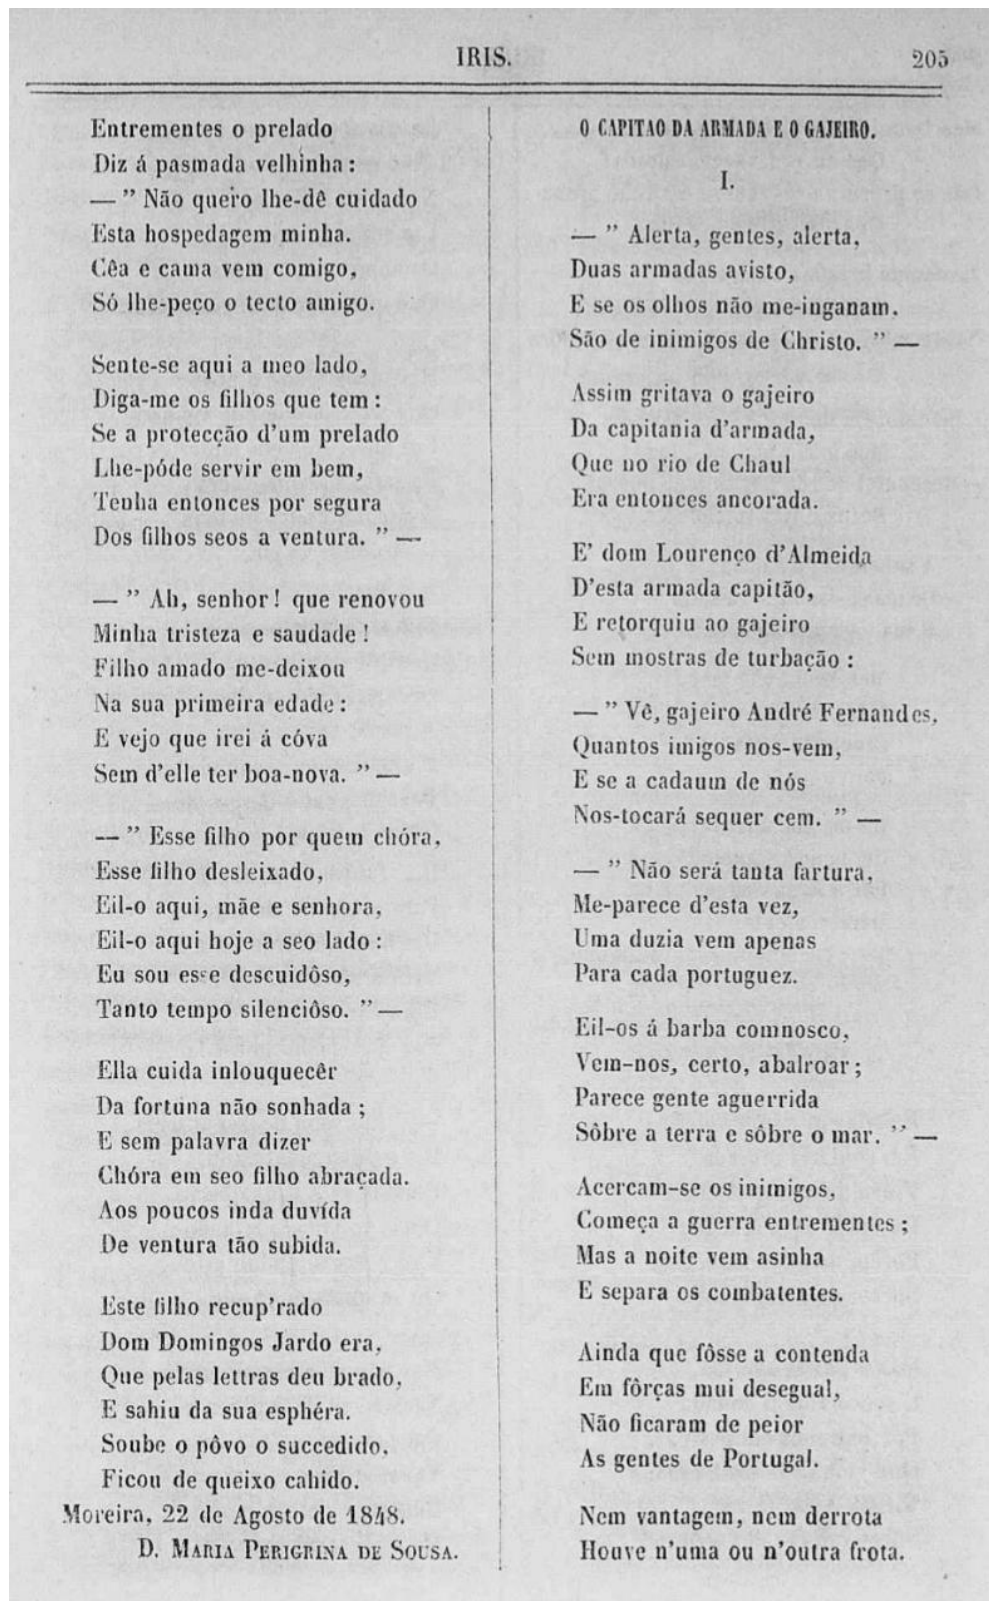 IRIS.
205
Entrementes o prelado
Diz á pasmada velhinha :
— ” Não quero lhe-dê cuidado
Esta hospedagem minha.
Cêa e cama vem comigo,
Só lhe-peço o tecto amigo.
Sente-se aqui a meo lado,
Diga-me os filhos que tem :
Se a protecção d'um prelado
Lhe-póde servir em bem,
Tenha entonces por segura
Dos filhos seos a ventura. ” —
— ” Ah, senhor ! que renovou
Minha tristeza e saudade !
Filho amado me-deixou
Na sua primeira edade :
E vejo que irei á cóva
Sem d'elle ter boa-nova. ” —
— ” Esse filho por quem chóra,
Esse filho desleixado,
Eil-o aqui, mãe e senhora,
Eil-o aqui hoje a seo lado :
Eu sou esse descuidôso,
Tanto tempo silenciôso. ” —
Ella cuida inlouquecêr
Da fortuna não sonhada ;
E sem palavra dizer
Chóra em seo filho abraçada.
Aos poucos inda duvída
De ventura tão subida.
Este filho recup'rado
Dom Domingos Jardo era,
Que pelas lettras deu brado,
E sahiu da sua esphéra.
Soube o pôvo o succedido,
Ficou de queixo cahido.
Moreira, 22 de Agosto de 1848.
D. MARIA PERIGRINA DE SOUSA.
O CAPITAO DA ARMADA E O GAJEIRO.
I.
— ” Alerta, gentes, alerta,
Duas armadas avisto,
E se os olhos não me-inganam,
São de inimigos de Christo. ” —
Assim gritava o gajeiro
Da capitania d'armada,
Que no rio de Chaul
Era entonces ancorada.
E' dom Lourenço d'Almeida
D'esta armada capitão,
E retorquiu ao gajeiro
Sem mostras de turbação :
— ” Vê, gajeiro André Fernandes,
Quantos imigos nos-vem,
E se a cadaum de nós
Nos-tocará sequer cem. ” —
— ” Não será tanta fartura,
Me-parece d'esta vez,
Uma duzia vem apenas
Para cada portuguez.
Eil-os á barba comnosco,
Vem-nos, certo, abalroar ;
Parece gente aguerrida
Sôbre a terra e sôbre o mar. ” —
Acercam-se os inimigos,
Começa a guerra entrementes ;
Mas a noite vem asinha
E separa os combatentes.
Ainda que fôsse a contenda
Em fôrças mui desegual,
Não ficaram de peior
As gentes de Portugal.
Nem vantagem, nem derrota
Houve n'uma ou n'outra frota.